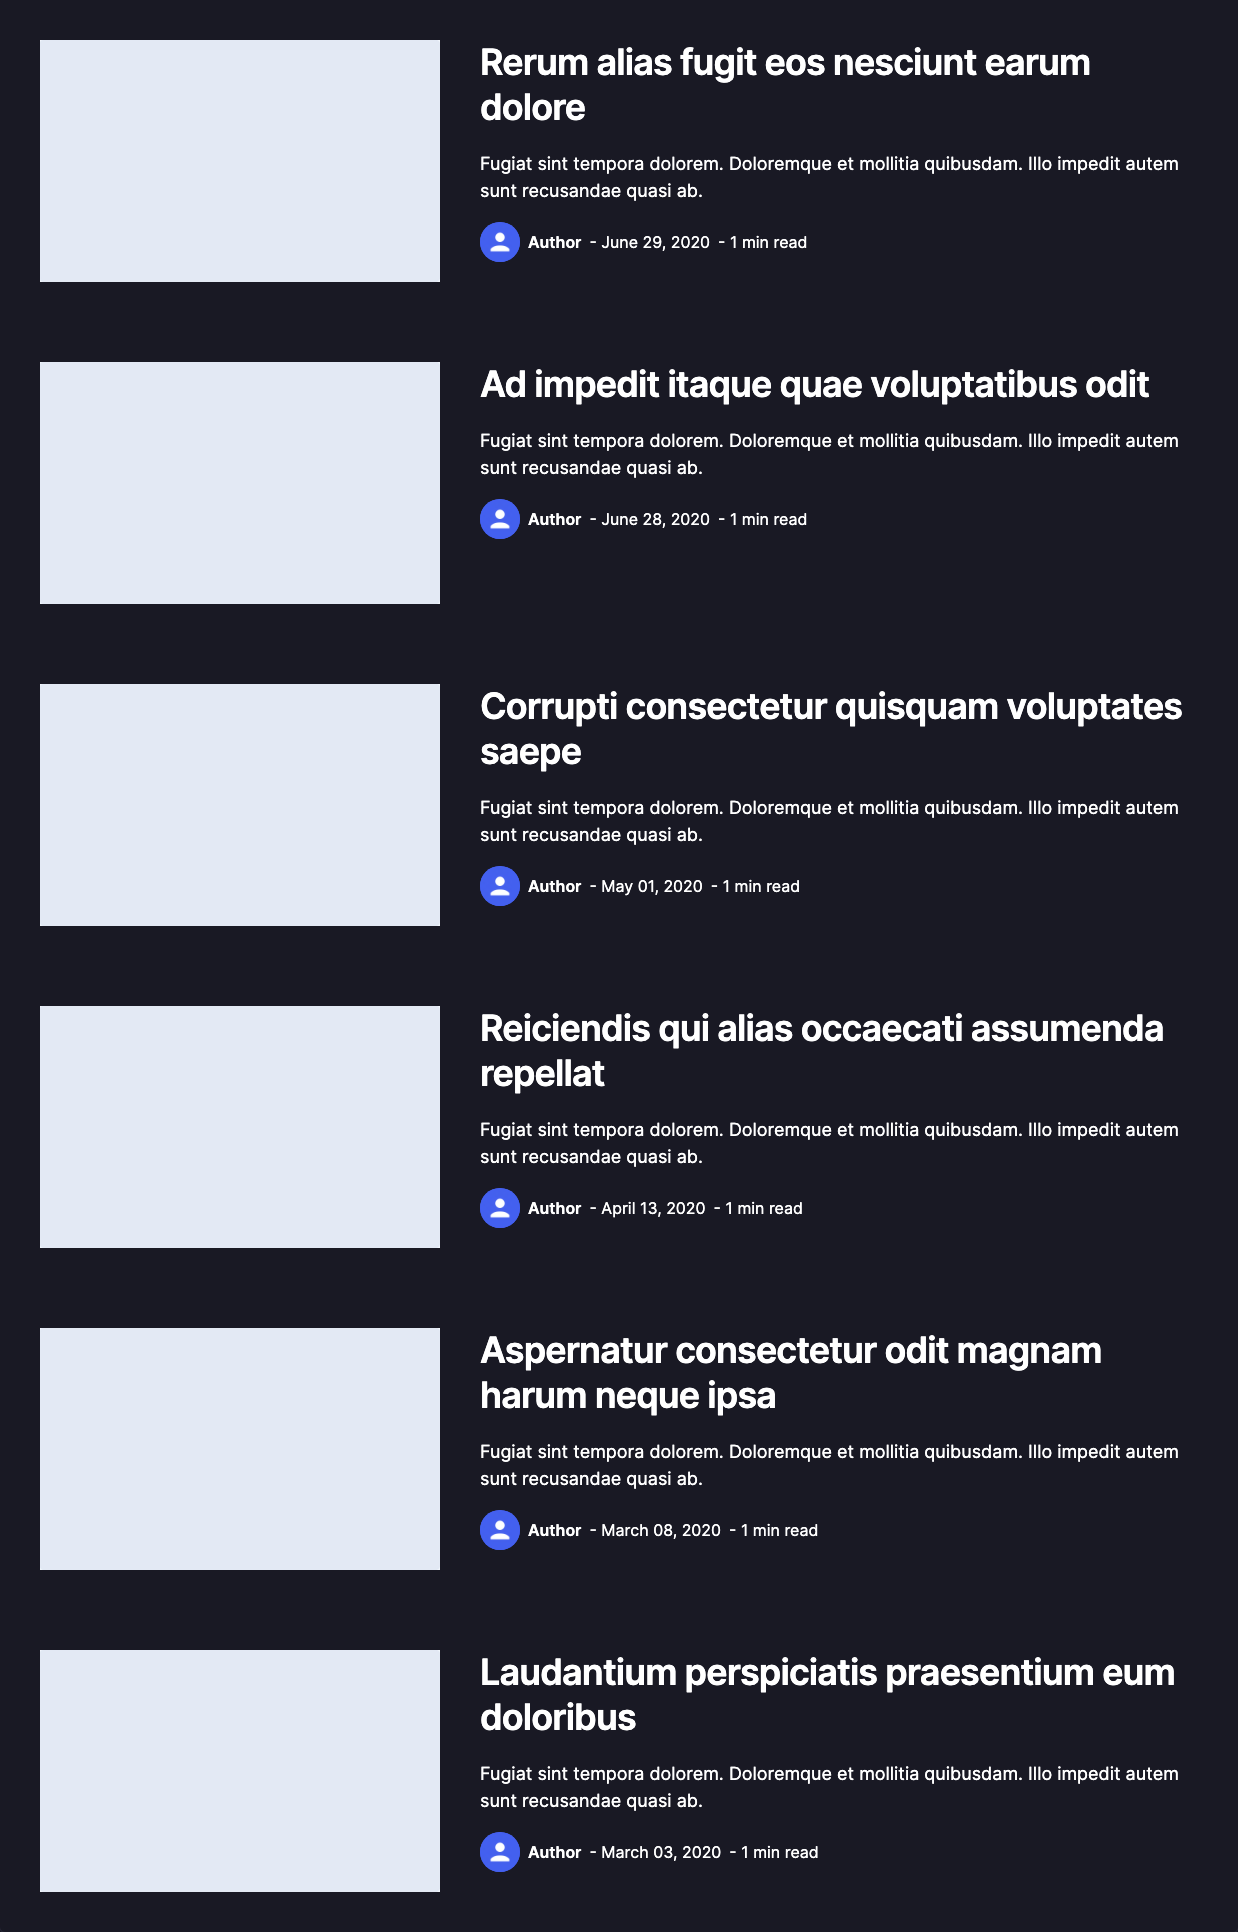 Rerum alias fugit eos nesciunt earum
dolore
Fugiat sint tempora dolorem. Doloremque et mollitia quibusdam. Illo impedit autem
sunt recusandae quasi ab.
Author - June 29, 2020 - 1 min read
Ad impedit itaque quae voluptatibus odit
Fugiat sint tempora dolorem. Doloremque et mollitia quibusdam. Illo impedit autem
sunt recusandae quasi ab.
Author - June 28, 2020 - 1 min read
Corrupti consectetur quisquam voluptates
saepe
Fugiat sint tempora dolorem. Doloremque et mollitia quibusdam. Illo impedit autem
sunt recusandae quasi ab.
Author - May 01, 2020 - 1 min read
Reiciendis qui alias occaecati assumenda
repellat
Fugiat sint tempora dolorem. Doloremque et mollitia quibusdam. Illo impedit autem
sunt recusandae quasi ab.
Author - April 13, 2020 - 1 min read
Aspernatur consectetur odit magnam
harum neque ipsa
Fugiat sint tempora dolorem. Doloremque et mollitia quibusdam. Illo impedit autem
sunt recusandae quasi ab.
Author - March 08, 2020 - 1 min read
Laudantium perspiciatis praesentium eum
doloribus
Fugiat sint tempora dolorem. Doloremque et mollitia quibusdam. Illo impedit autem
sunt recusandae quasi ab.
Author - March 03, 2020 - 1 min read